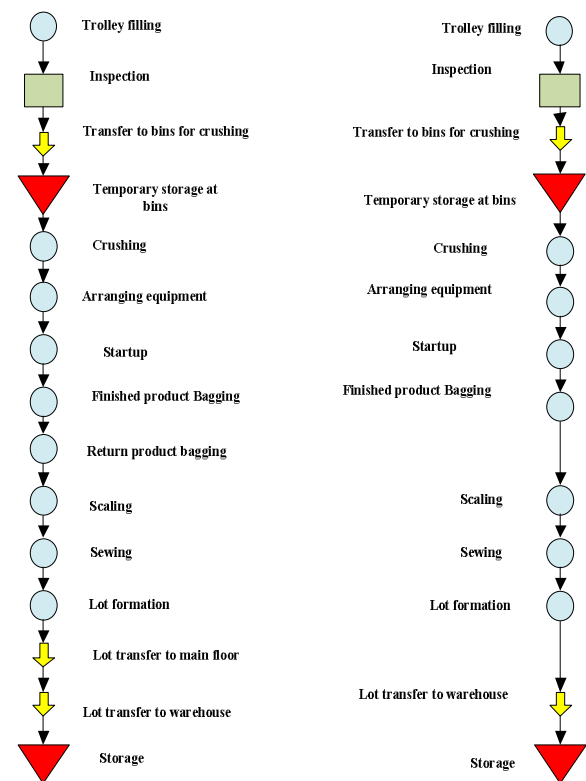 Trolley filling
Inspection
Transfer to bins for crushing
Temporary storage at
bins
Crushing
Arranging equipment
Startup
Finished product Bagging
Return product bagging
Scaling
Sewing
Lot formation
Lot transfer to main floor
Lot transfer to warehouse
Storage
Trolley filling
Inspection
Transfer to bins for crushing
Temporary storage at bins
Crushing
Arranging equipment
Startup
Finished product Bagging
Scaling
Sewing
Lot formation
Lot transfer to warehouse
Storage